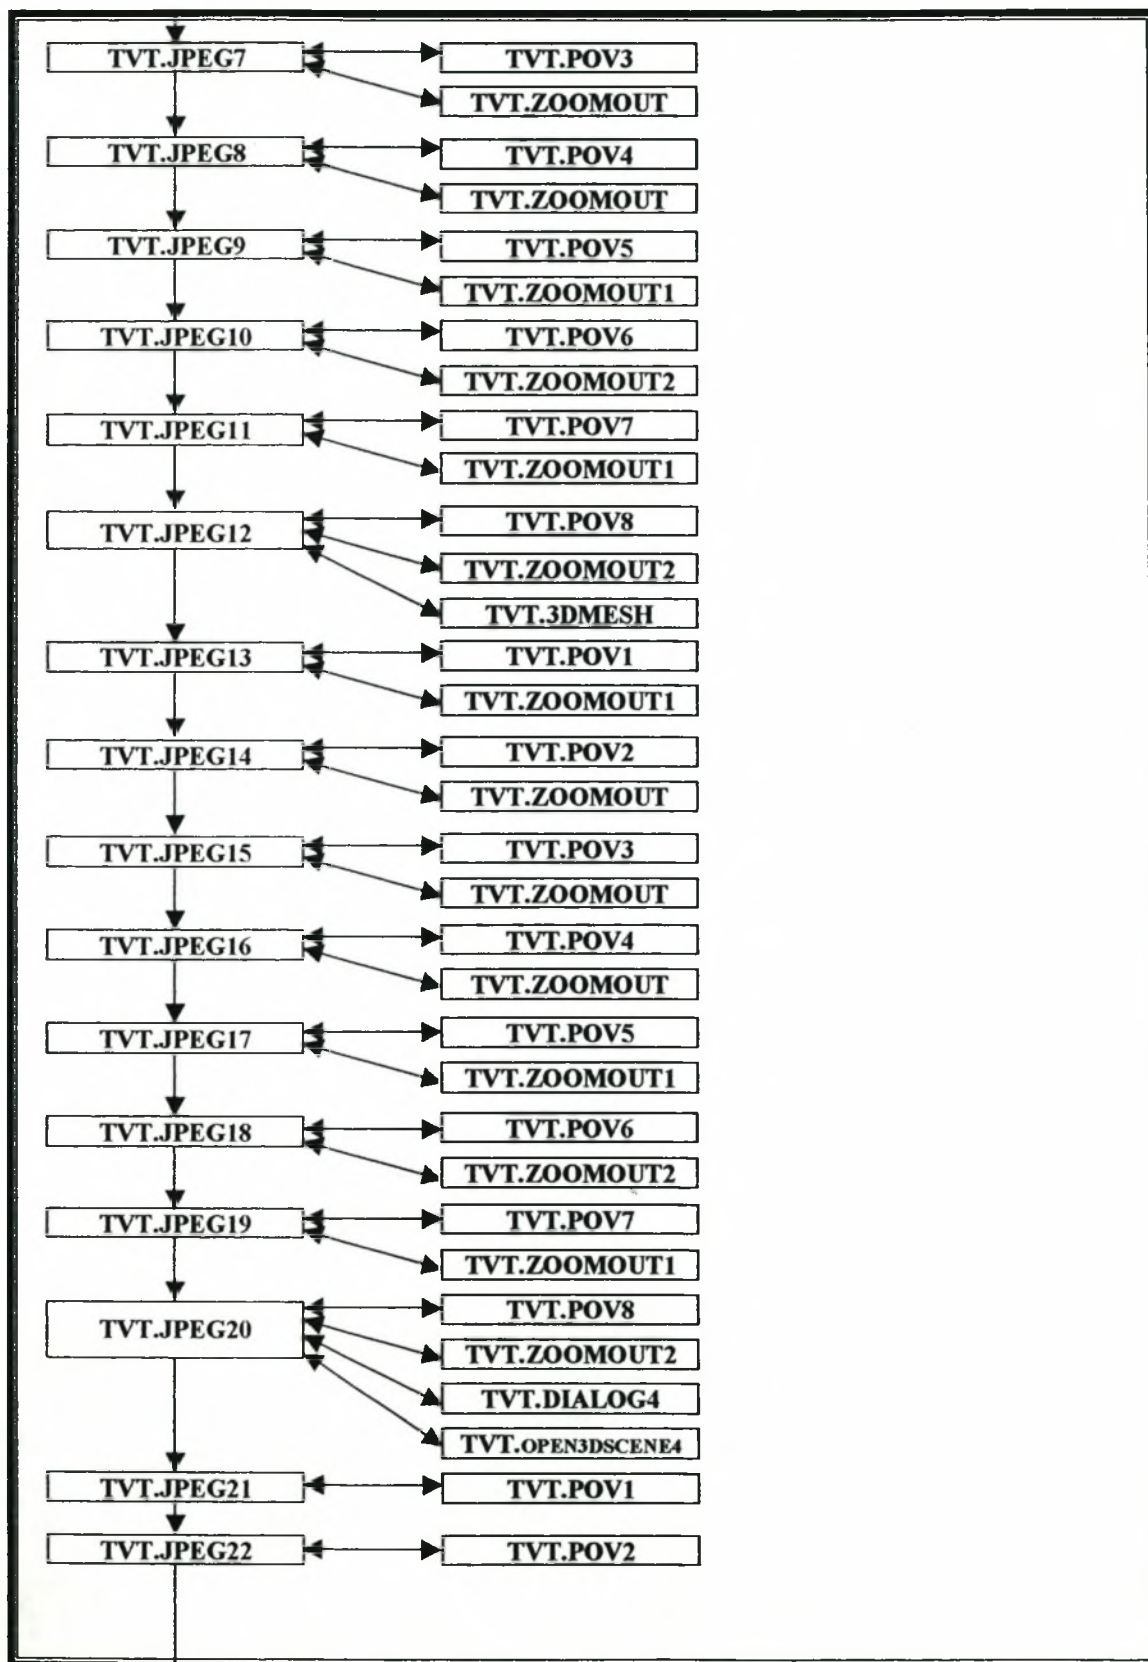 TVT.JPEG7
TVT.POV3
TVT.ZOOMOUT
TVT.JPEG8
TVT.POV4
TVT.ZOOMOUT
TVT.JPEG9
TVT.POV5
TVT.ZOOMOUT1
TVT.JPEG10
TVT.POV6
TVT.ZOOMOUT2
TVT.JPEG11
TVT.POV7
TVT.ZOOMOUT1
TVT.JPEG12
TVT.POV8
TVT.ZOOMOUT2
TVT.3DMESH
TVT.JPEG13
TVT.POV1
TVT.ZOOMOUT1
TVT.JPEG14
TVT.POV2
TVT.ZOOMOUT
TVT.JPEG15
TVT.POV3
TVT.ZOOMOUT
TVT.JPEG16
TVT.POV4
TVT.ZOOMOUT
TVT.JPEG17
TVT.POV5
TVT.ZOOMOUT1
TVT.JPEG18
TVT.POV6
TVT.ZOOMOUT2
TVT.JPEG19
TVT.POV7
TVT.ZOOMOUT1
TVT.JPEG20
TVT.POV8
TVT.ZOOMOUT2
TVT.DIALOG4
TVT.OPEN3DSCENE4
TVT.JPEG21
TVT.POV1
TVT.JPEG22
TVT.POV2